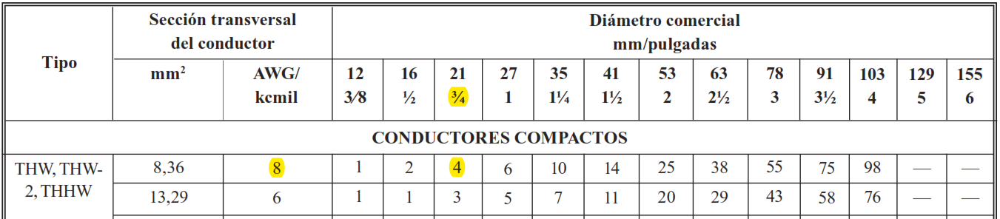 Tipo
Sección transversal
del conductor
Diámetro comercial
mm/pulgadas
mm² AWG/
kcmil
12 16 21 27 35 41 53 63 78 91 103 129 155
3/8 ½ ¾ 1 1¼ 1½ 2 2½ 3 3½ 4 5 6
CONDUCTORES COMPACTOS
THW, THW-
2, THHW
8,36 8 1 2 4 6 10 14 25 38 55 75 98 — —
13,29 6 1 1 3 5 7 11 20 29 43 58 76 — —